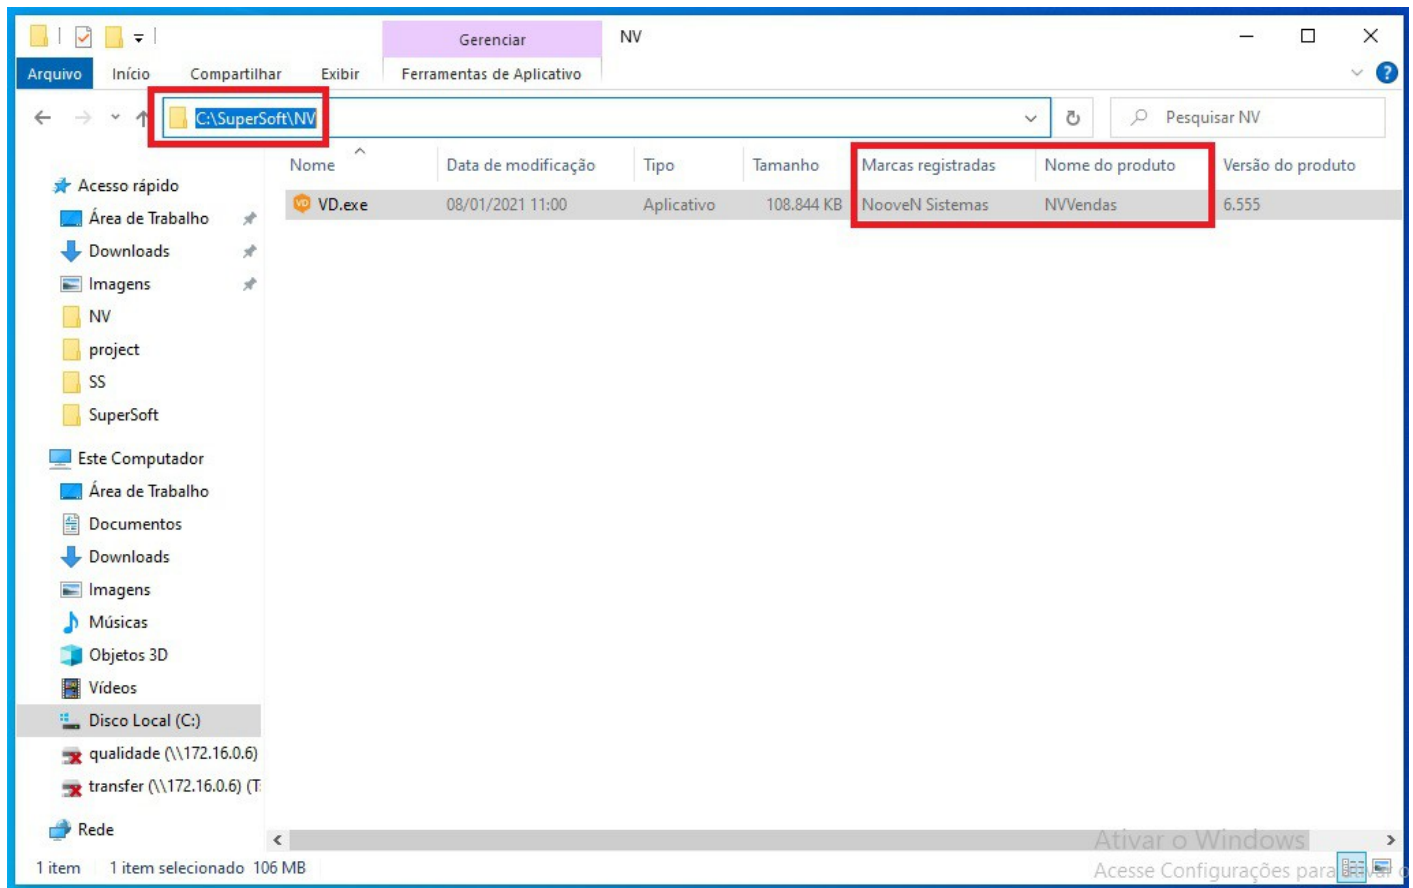 Gerenciar
NV
Arquivo
Início
Compartilhar
Exibir
Ferramentas de Aplicativo
C:\SuperSoft\NV
Pesquisar NV
Nome
Data de modificação
Tipo
Tamanho
Marcas registradas
Nome do produto
Versão do produto
VD.exe
08/01/2021 11:00
Aplicativo
108.844 KB
NooveN Sistemas
NVVendas
6.555
Acesso rápido
Área de Trabalho
Downloads
Imagens
NV
project
SS
SuperSoft
Este Computador
Área de Trabalho
Documentos
Downloads
Imagens
Músicas
Objetos 3D
Vídeos
Disco Local (C:)
qualidade (\\172.16.0.6)
transfer (\\172.16.0.6) (T:
Rede
Ativar o Windows
Acesse Configurações para ativar o
1 item
1 item selecionado 106 MB